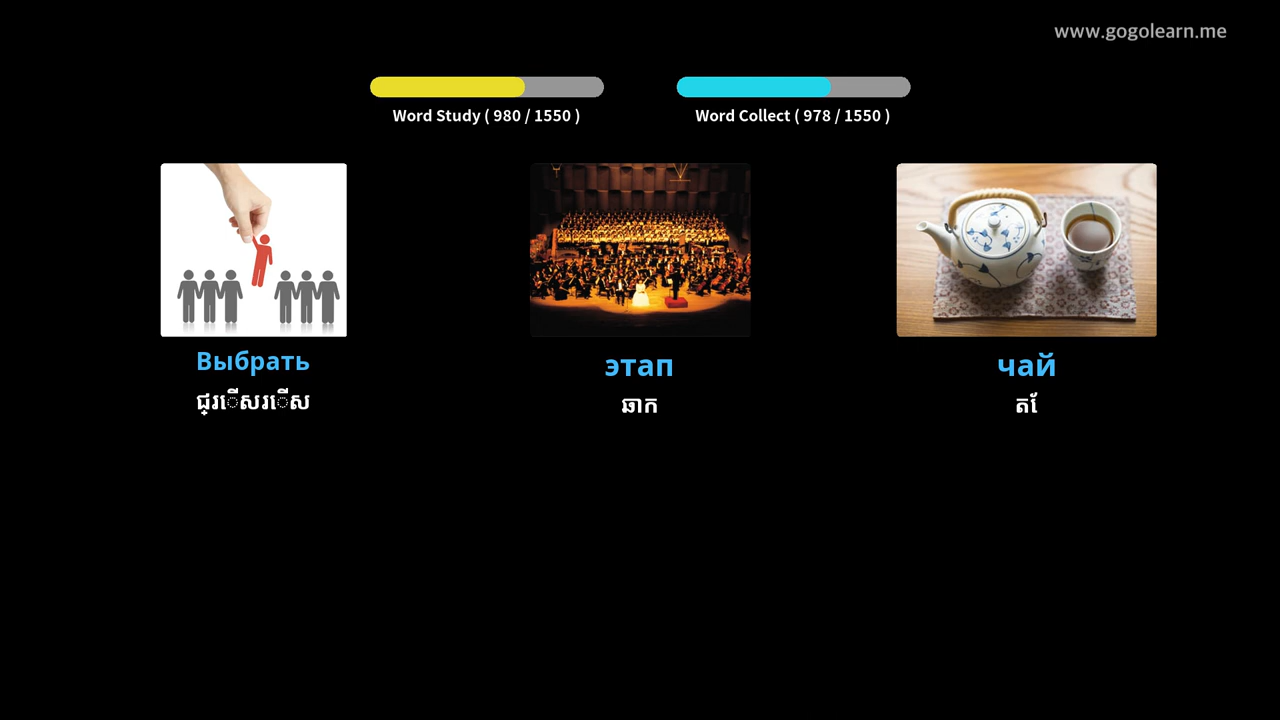 www.gogolearn.me
Word Study ( 980 / 1550 )
Word Collect ( 978 / 1550 )
Выбрать
этап
чай
ជ្រើសរើស
ឆាក
តែ